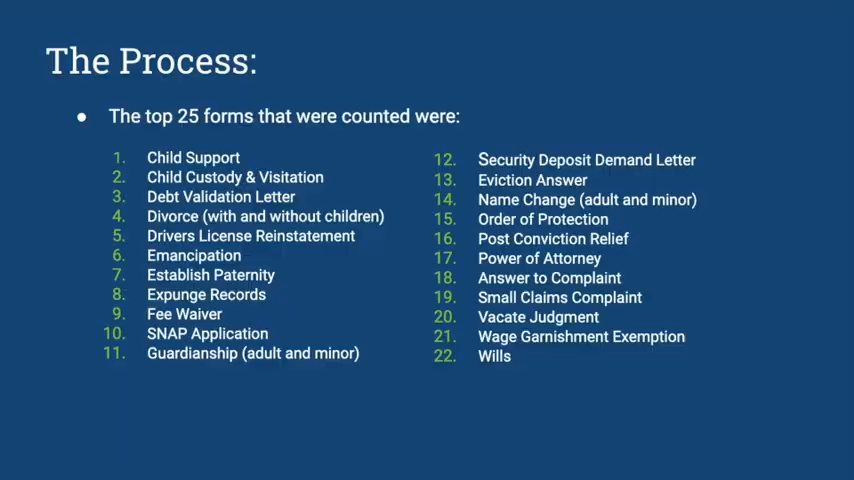 The Process:
● The top 25 forms that were counted were:
1. Child Support
2. Child Custody & Visitation
3. Debt Validation Letter
4. Divorce (with and without children)
5. Drivers License Reinstatement
6. Emancipation
7. Establish Paternity
8. Expunge Records
9. Fee Waiver
10. SNAP Application
11. Guardianship (adult and minor)
12. Security Deposit Demand Letter
13. Eviction Answer
14. Name Change (adult and minor)
15. Order of Protection
16. Post Conviction Relief
17. Power of Attorney
18. Answer to Complaint
19. Small Claims Complaint
20. Vacate Judgment
21. Wage Garnishment Exemption
22. Wills